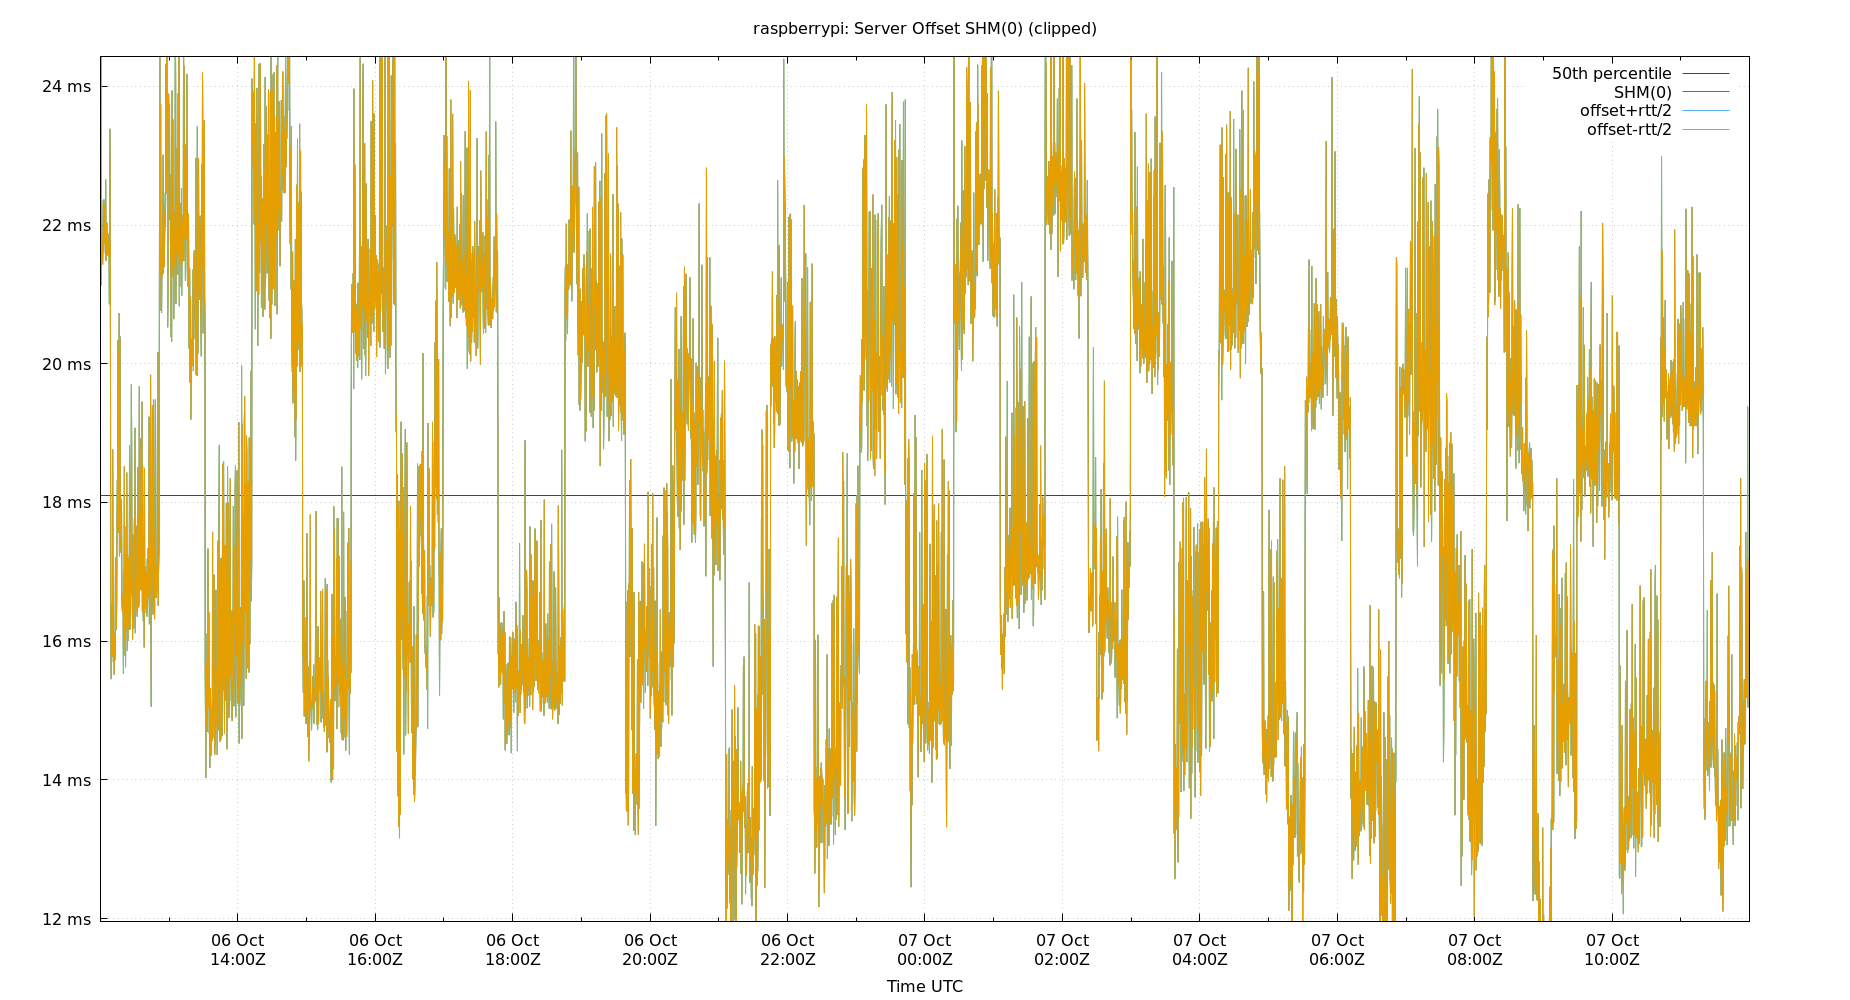 raspberrypi: Server Offset SHM(0) (clipped)
50th percentile
SHM(0)
offset+rtt/2
offset-rtt/2
24 ms
22 ms
20 ms
18 ms
16 ms
14 ms
12 ms
06 Oct 06 Oct 06 Oct 06 Oct 06 Oct 07 Oct 07 Oct 07 Oct 07 Oct 07 Oct 07 Oct
14:00Z 16:00Z 18:00Z 20:00Z 22:00Z 00:00Z 02:00Z 04:00Z 06:00Z 08:00Z 10:00Z
Time UTC